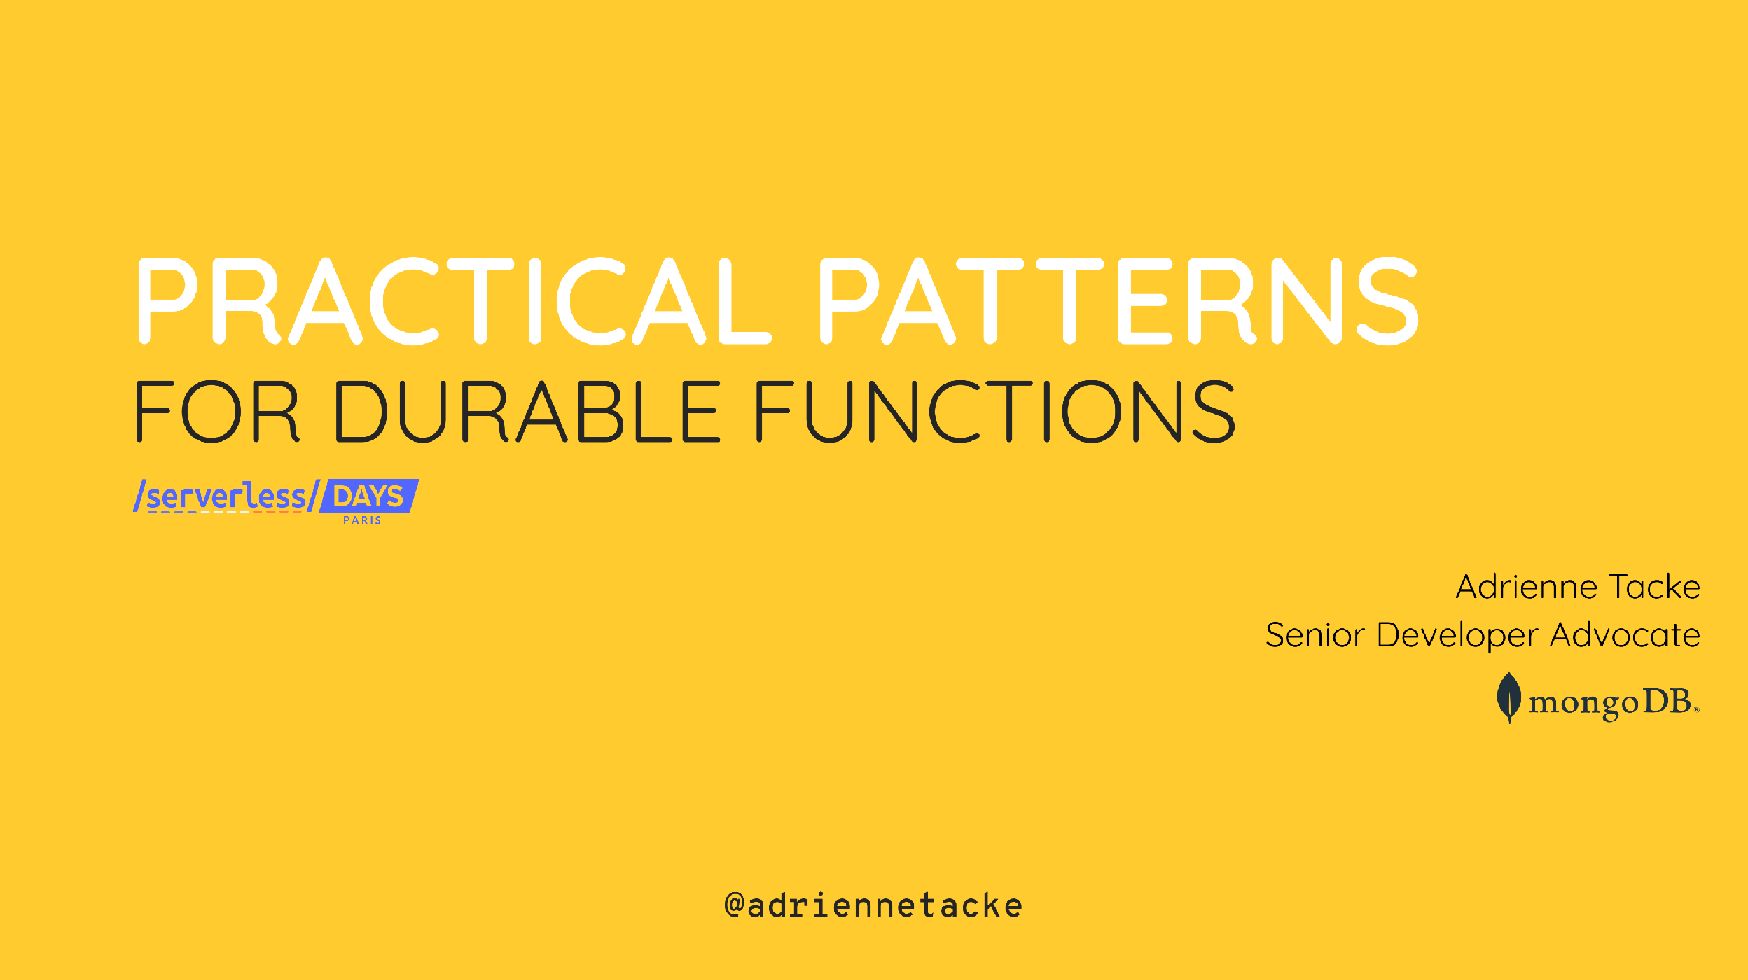 PRACTICAL PATTERNS
FOR DURABLE FUNCTIONS
/serverless/DAYS
PARIS
Adrienne Tacke
Senior Developer Advocate
mongoDB®
@adriennetacke